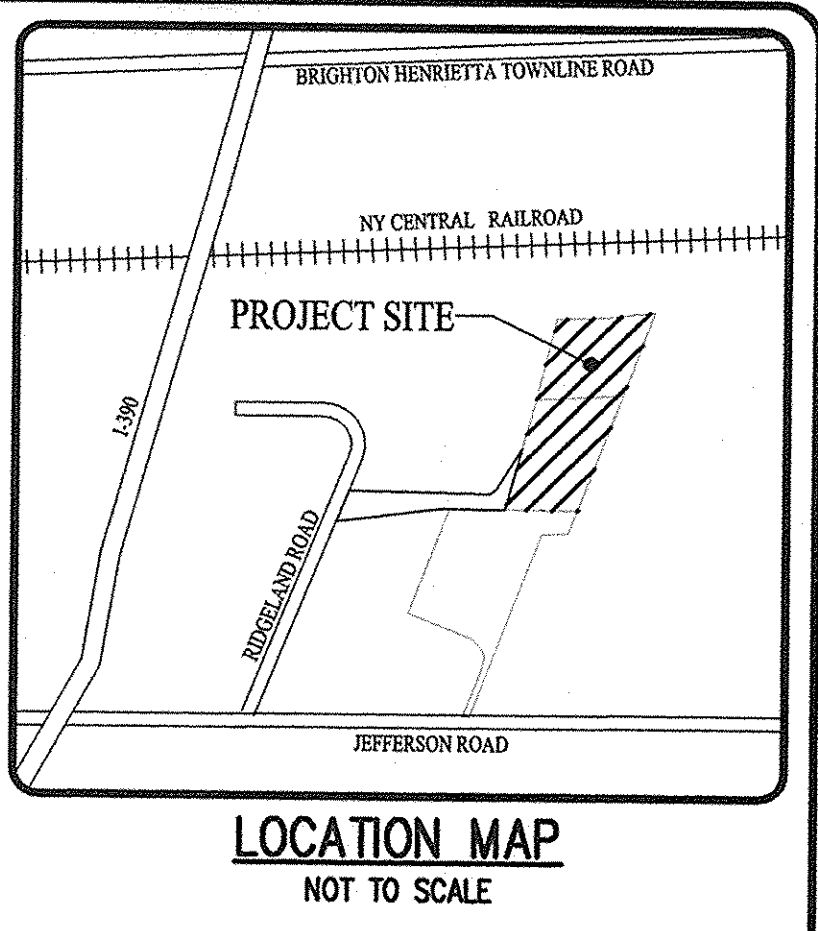 BRIGHTON HENRIETTA TOWNLINE ROAD
NY CENTRAL RAILROAD
PROJECT SITE
I-390
RIDGELAND ROAD
JEFFERSON ROAD
LOCATION MAP
NOT TO SCALE